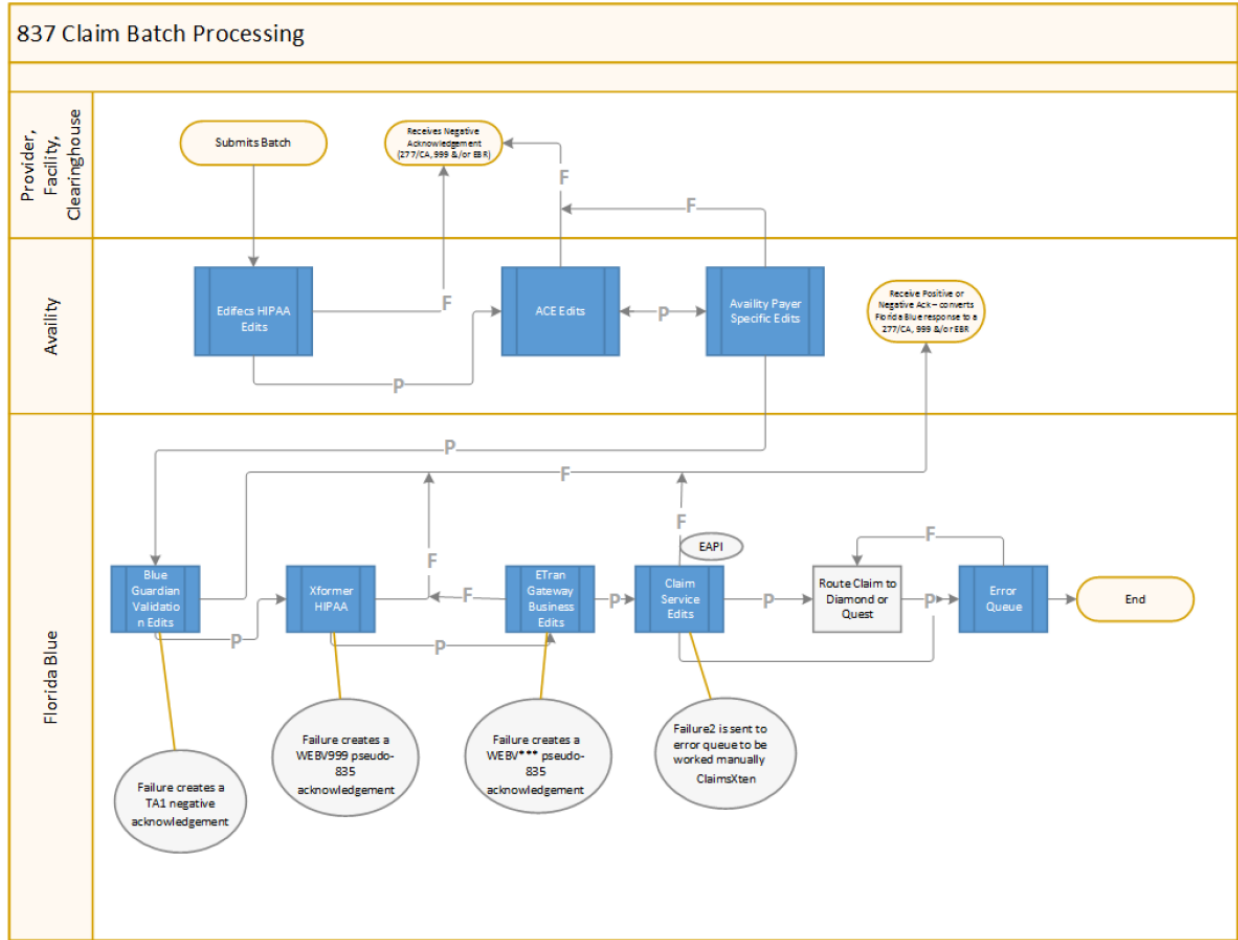 837 Claim Batch Processing
Provider,
Facility,
Clearinghouse
Submits Batch
Receives Negative
Acknowledgement
(277/CA, 999 &/or EBR)
F
F
F
Availity
Edifecs HIPAA
Edits
ACE Edits
P
Availity Payer
Specific Edits
Receive Positive or
Negative Ack – converts
Florida Blue response to a
277/CA, 999 &/or EBR
P
Florida Blue
P
F
F
F
F
F
EAPI
Blue
Guardian
Validatio
n Edits
Xformer
HIPAA
ETran
Gateway
Business
Edits
P
Claim
Service
Edits
P
Route Claim to
Diamond or
Quest
P
Error
Queue
End
P
P
Failure creates a
TA1 negative
acknowledgement
Failure creates a
WEBV999 pseudo-
835
acknowledgement
Failure creates a
WEBV*** pseudo-
835
acknowledgement
Failure2 is sent to
error queue to be
worked manually
ClaimsXten